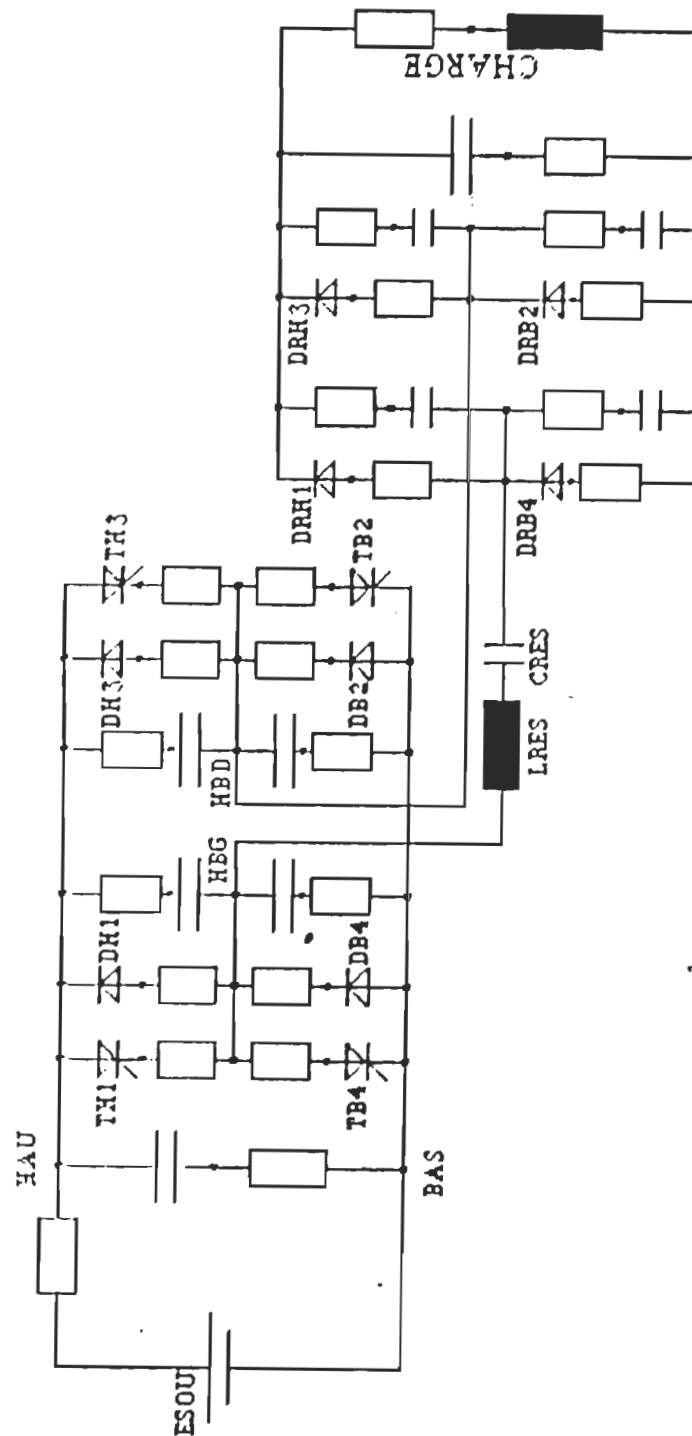 HAU
ESOU
BAS
TH1
DH1
HBG
HBD
DH3
TH3
TB4
DB4
DB2
TB2
LRES
CRES
DRH1
DRH3
DRB4
DRB2
CHARGE